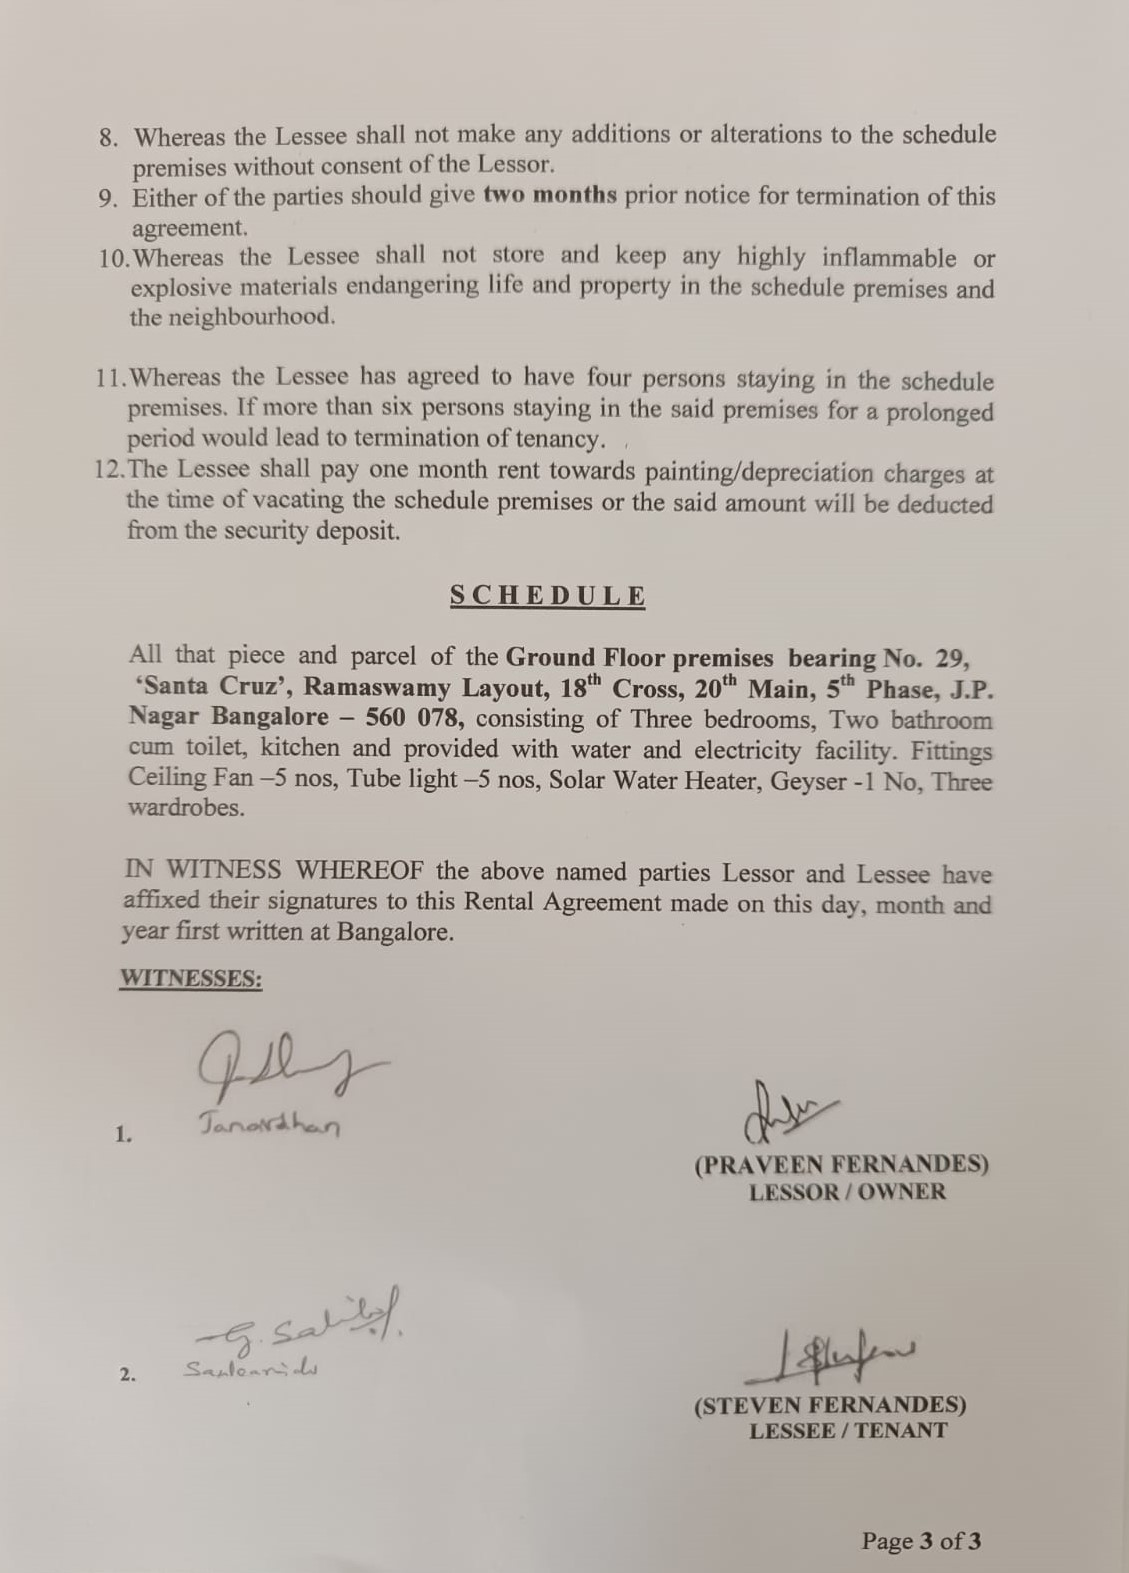 8. Whereas the Lessee shall not make any additions or alterations to the schedule
premises without consent of the Lessor.
9. Either of the parties should give two months prior notice for termination of this
agreement.
10. Whereas the Lessee shall not store and keep any highly inflammable or
explosive materials endangering life and property in the schedule premises and
the neighbourhood.
11. Whereas the Lessee has agreed to have four persons staying in the schedule
premises. If more than six persons staying in the said premises for a prolonged
period would lead to termination of tenancy.
12. The Lessee shall pay one month rent towards painting/depreciation charges at
the time of vacating the schedule premises or the said amount will be deducted
from the security deposit.
SCHEDULE
All that piece and parcel of the Ground Floor premises bearing No. 29,
‘Santa Cruz’, Ramaswamy Layout, 18th Cross, 20th Main, 5th Phase, J.P.
Nagar Bangalore – 560 078, consisting of Three bedrooms, Two bathroom
cum toilet, kitchen and provided with water and electricity facility. Fittings
Ceiling Fan –5 nos, Tube light –5 nos, Solar Water Heater, Geyser -1 No, Three
wardrobes.
IN WITNESS WHEREOF the above named parties Lessor and Lessee have
affixed their signatures to this Rental Agreement made on this day, month and
year first written at Bangalore.
WITNESSES:
1. Janardhan
(PRAVEEN FERNANDES)
LESSOR / OWNER
2.
(STEVEN FERNANDES)
LESSEE / TENANT
Page 3 of 3